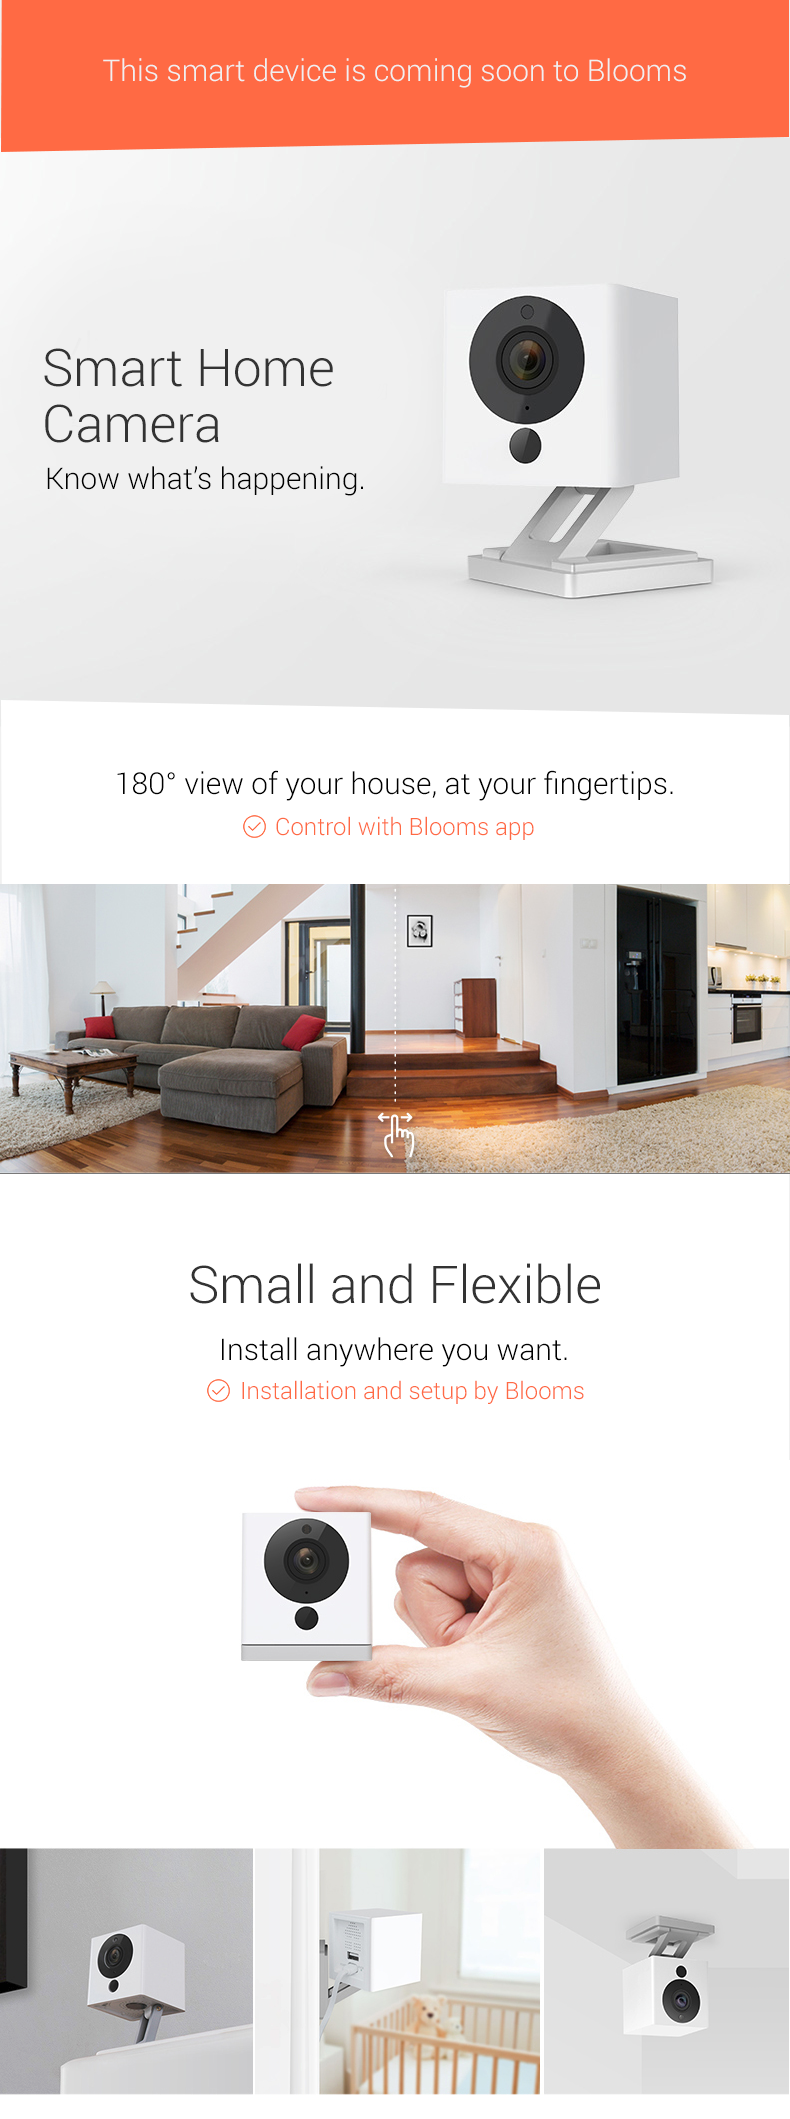 This smart device is coming soon to Blooms
Smart Home
Camera
Know what's happening.
180° view of your house, at your fingertips.
Control with Blooms app
Small and Flexible
Install anywhere you want.
Installation and setup by Blooms